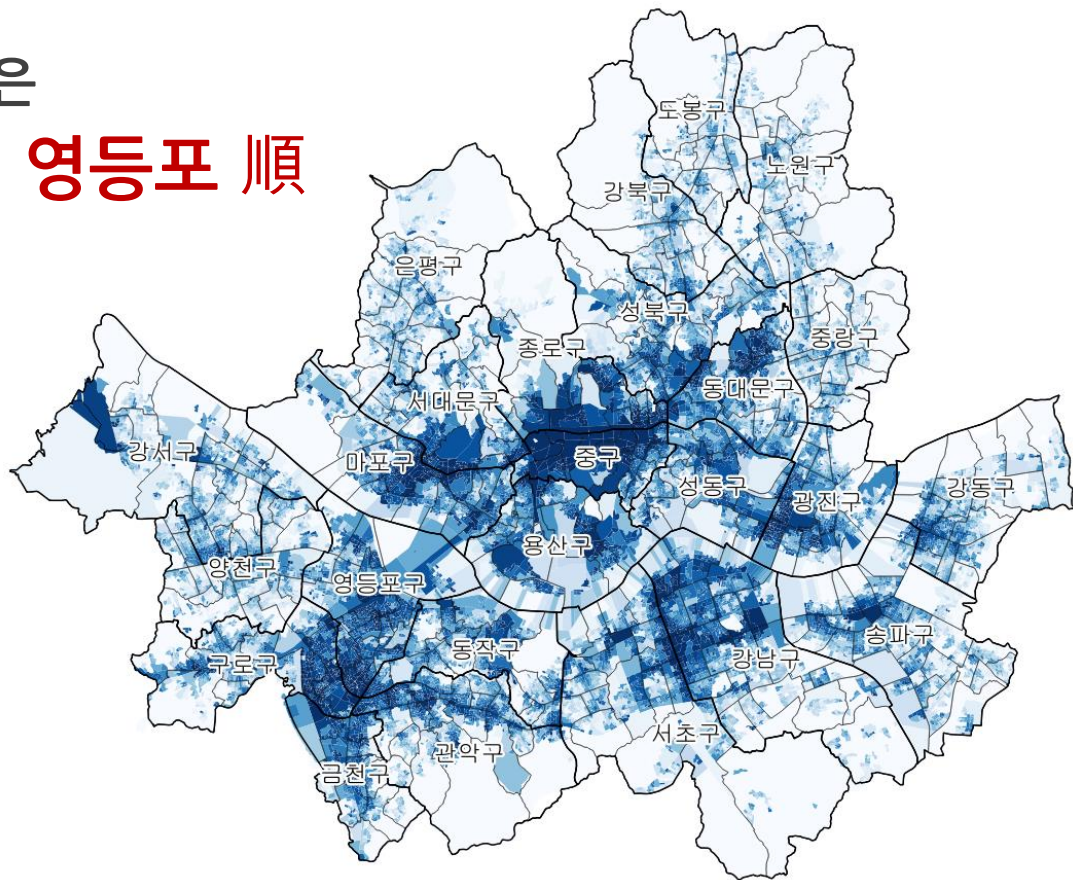 은
영등포 順
도봉구
노원구
강북구
은평구
성북구
중랑구
종로구
동대문구
서대문구
강서구
마포구
중구
성동구
광진구
강동구
용산구
양천구
영등포구
송파구
동작구
강남구
구로구
서초구
관악구
금천구